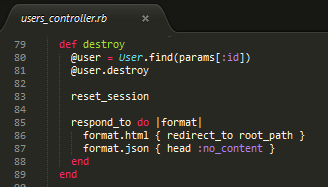 users_controller.rb ×
79 def destroy
80 @user = User.find(params[:id])
81 @user.destroy
82
83 reset_session
84
85 respond_to do |format|
86 format.html { redirect_to root_path }
87 format.json { head :no_content }
88 end
89 end